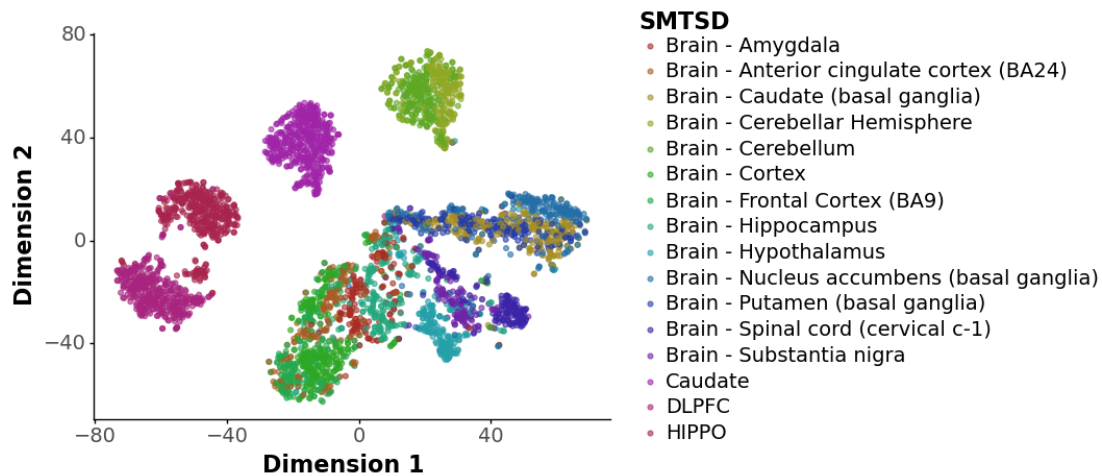 SMTSD
Brain - Amygdala
Brain - Anterior cingulate cortex (BA24)
Brain - Caudate (basal ganglia)
Brain - Cerebellar Hemisphere
Brain - Cerebellum
Brain - Cortex
Brain - Frontal Cortex (BA9)
Brain - Hippocampus
Brain - Hypothalamus
Brain - Nucleus accumbens (basal ganglia)
Brain - Putamen (basal ganglia)
Brain - Spinal cord (cervical c-1)
Brain - Substantia nigra
Caudate
DLPFC
HIPPO
Dimension 2
80
40
0
−40
−80
−40
0
40
Dimension 1